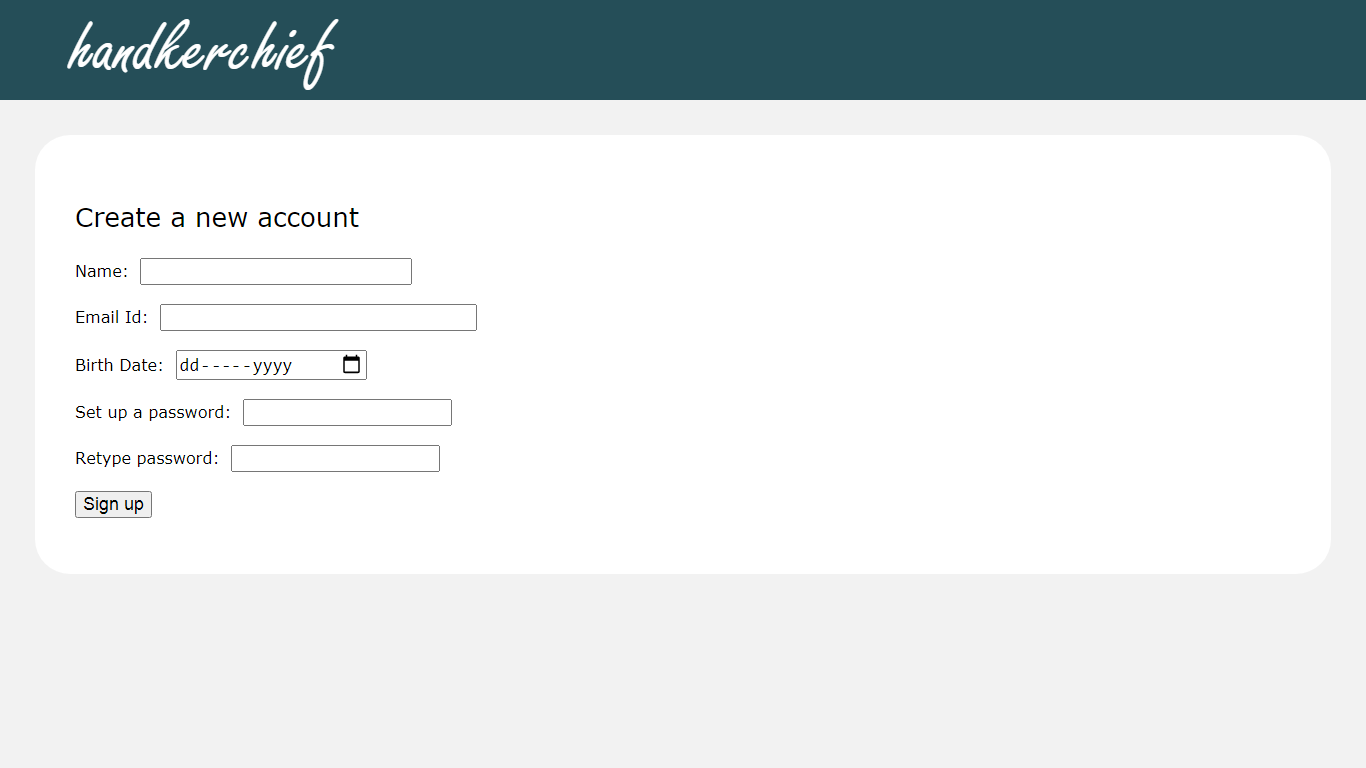 handkerchief
Create a new account
Name:
Email Id:
Birth Date: dd-----yyyy
Set up a password:
Retype password:
Sign up